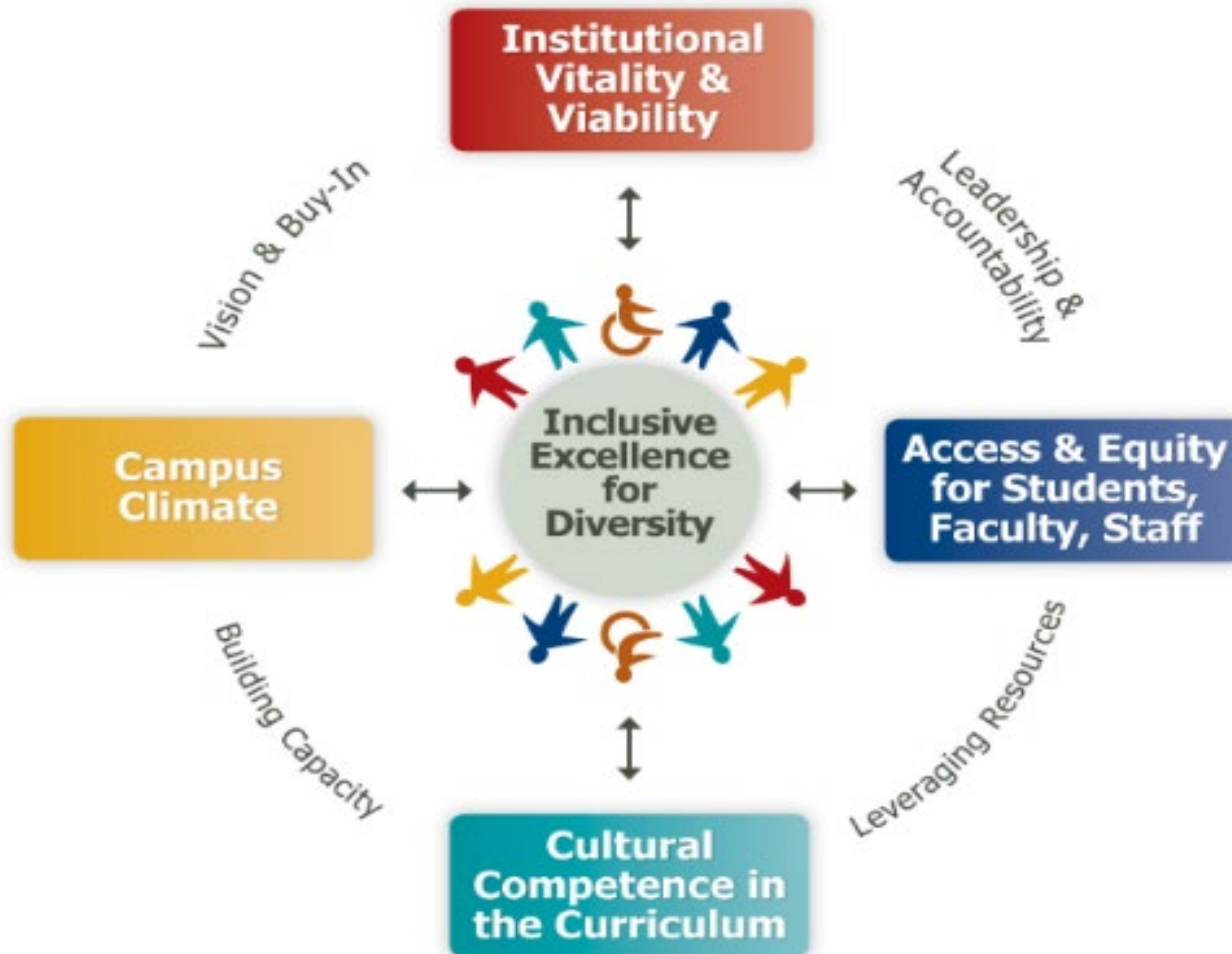 Institutional
Vitality &
Viability
Vision & Buy-In
Leadership &
Accountability
Inclusive
Excellence
for
Diversity
Campus
Climate
Access & Equity
for Students,
Faculty, Staff
Building Capacity
Leveraging Resources
Cultural
Competence in
the Curriculum